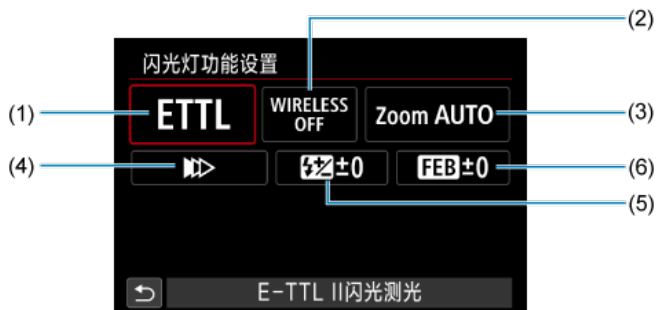 (2)
闪光灯功能设置
(1) ETTL WIRELESS OFF Zoom AUTO (3)
(4) ±0 FEB±0 (6)
(5)
E-TTL II闪光测光